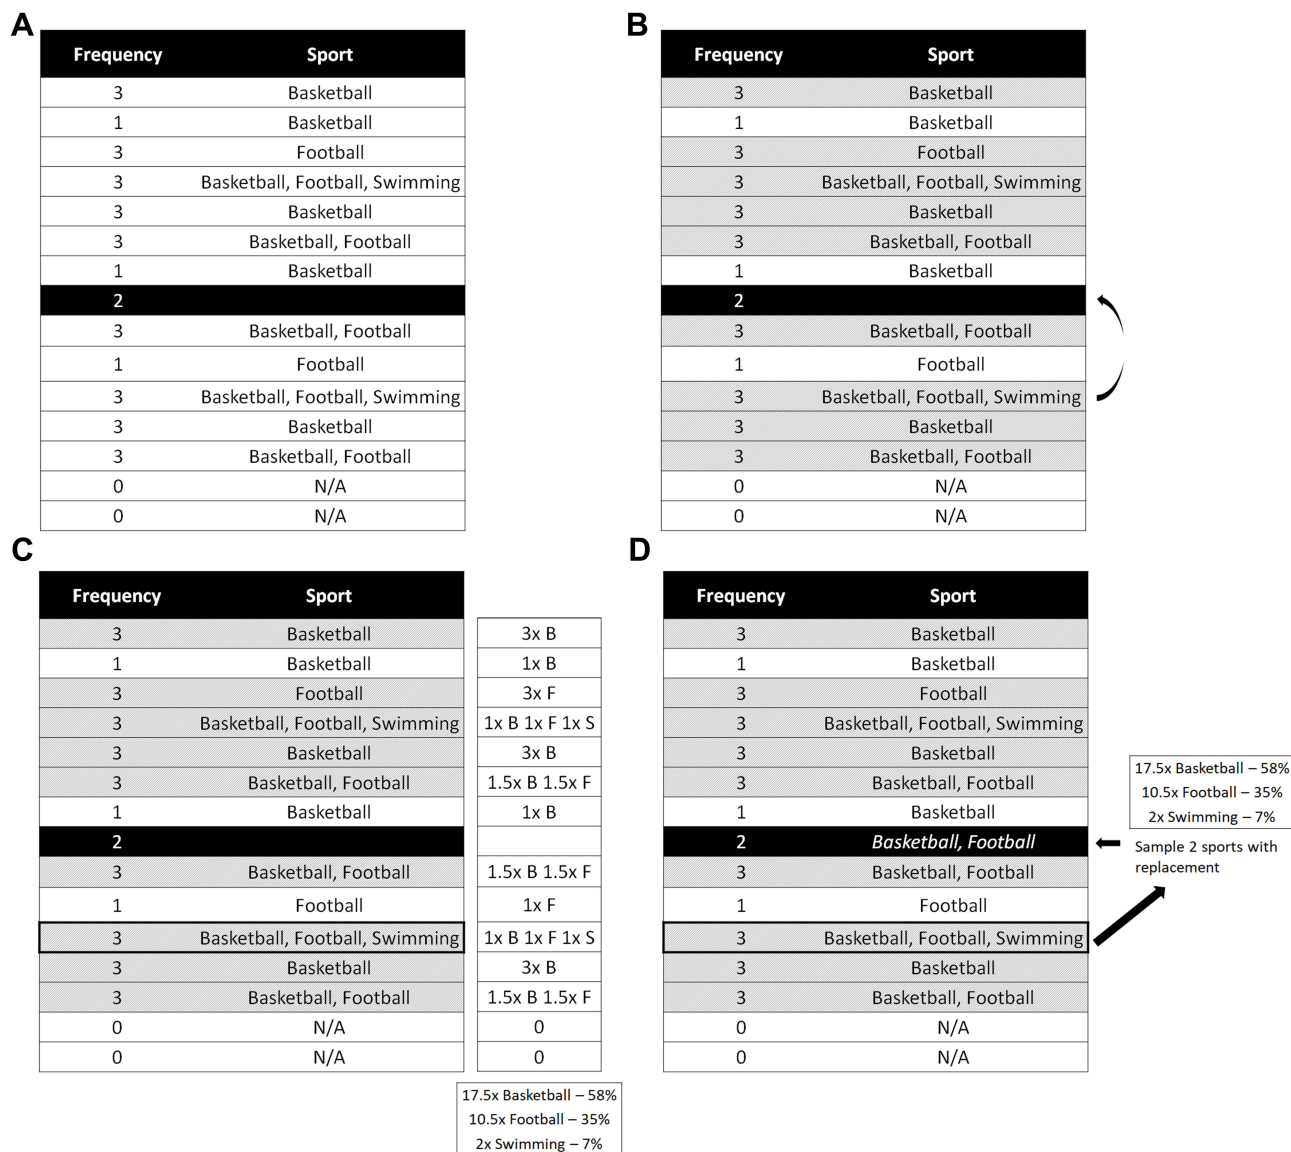 A
Frequency Sport
3 Basketball
1 Basketball
3 Football
3 Basketball, Football, Swimming
3 Basketball
3 Basketball, Football
1 Basketball
2
3 Basketball, Football
1 Football
3 Basketball, Football, Swimming
3 Basketball
3 Basketball, Football
0 N/A
0 N/A
B
Frequency Sport
3 Basketball
1 Basketball
3 Football
3 Basketball, Football, Swimming
3 Basketball
3 Basketball, Football
1 Basketball
2
3 Basketball, Football
1 Football
3 Basketball, Football, Swimming
3 Basketball
3 Basketball, Football
0 N/A
0 N/A
C
Frequency Sport
3 Basketball 3x B
1 Basketball 1x B
3 Football 3x F
3 Basketball, Football, Swimming 1x B 1x F 1x S
3 Basketball 3x B
3 Basketball, Football 1.5x B 1.5x F
1 Basketball 1x B
2
3 Basketball, Football 1.5x B 1.5x F
1 Football 1x F
3 Basketball, Football, Swimming 1x B 1x F 1x S
3 Basketball 3x B
3 Basketball, Football 1.5x B 1.5x F
0 N/A 0
0 N/A 0
17.5x Basketball – 58%
10.5x Football – 35%
2x Swimming – 7%
D
Frequency Sport
3 Basketball
1 Basketball
3 Football
3 Basketball, Football, Swimming
3 Basketball
3 Basketball, Football
1 Basketball
2 Basketball, Football
3 Basketball, Football
1 Football
3 Basketball, Football, Swimming
3 Basketball
3 Basketball, Football
0 N/A
0 N/A
17.5x Basketball – 58%
10.5x Football – 35%
2x Swimming – 7%
Sample 2 sports with
replacement